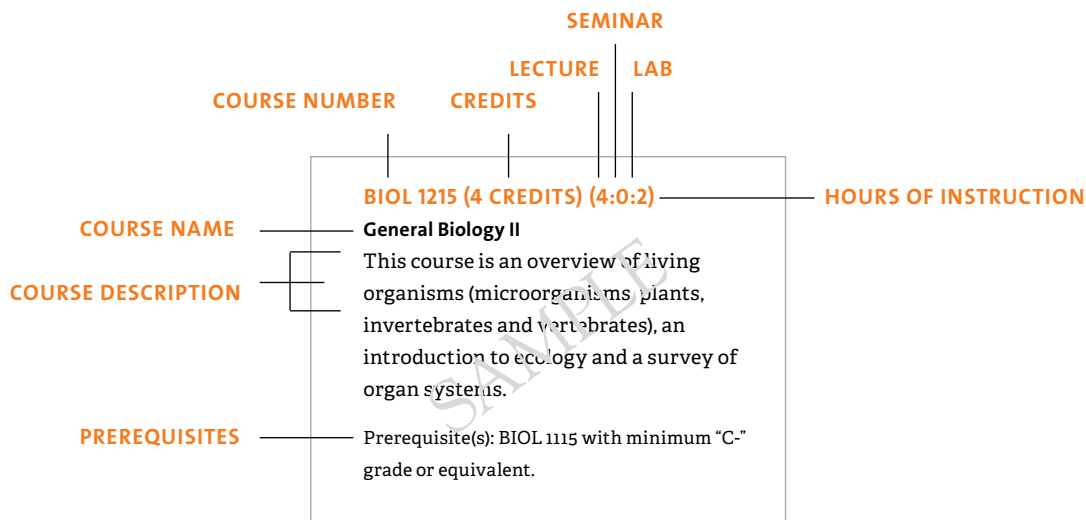 SEMINAR
LECTURE LAB
COURSE NUMBER CREDITS
BIOL 1215 (4 CREDITS) (4:0:2) HOURS OF INSTRUCTION
COURSE NAME General Biology II
This course is an overview of living
COURSE DESCRIPTION organisms (microorganisms, plants,
invertebrates and vertebrates), an
introduction to ecology and a survey of
organ systems.
SAMPLE
PREREQUISITES Prerequisite(s): BIOL 1115 with minimum “C-”
grade or equivalent.